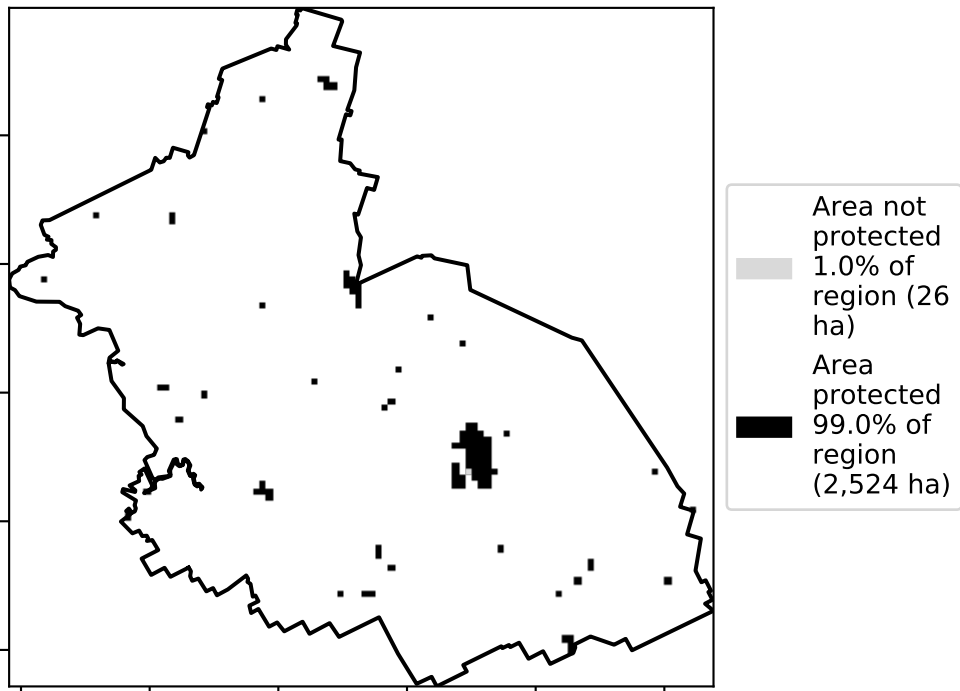 Area not
protected
1.0% of
region (26
ha)
Area
protected
99.0% of
region
(2,524 ha)